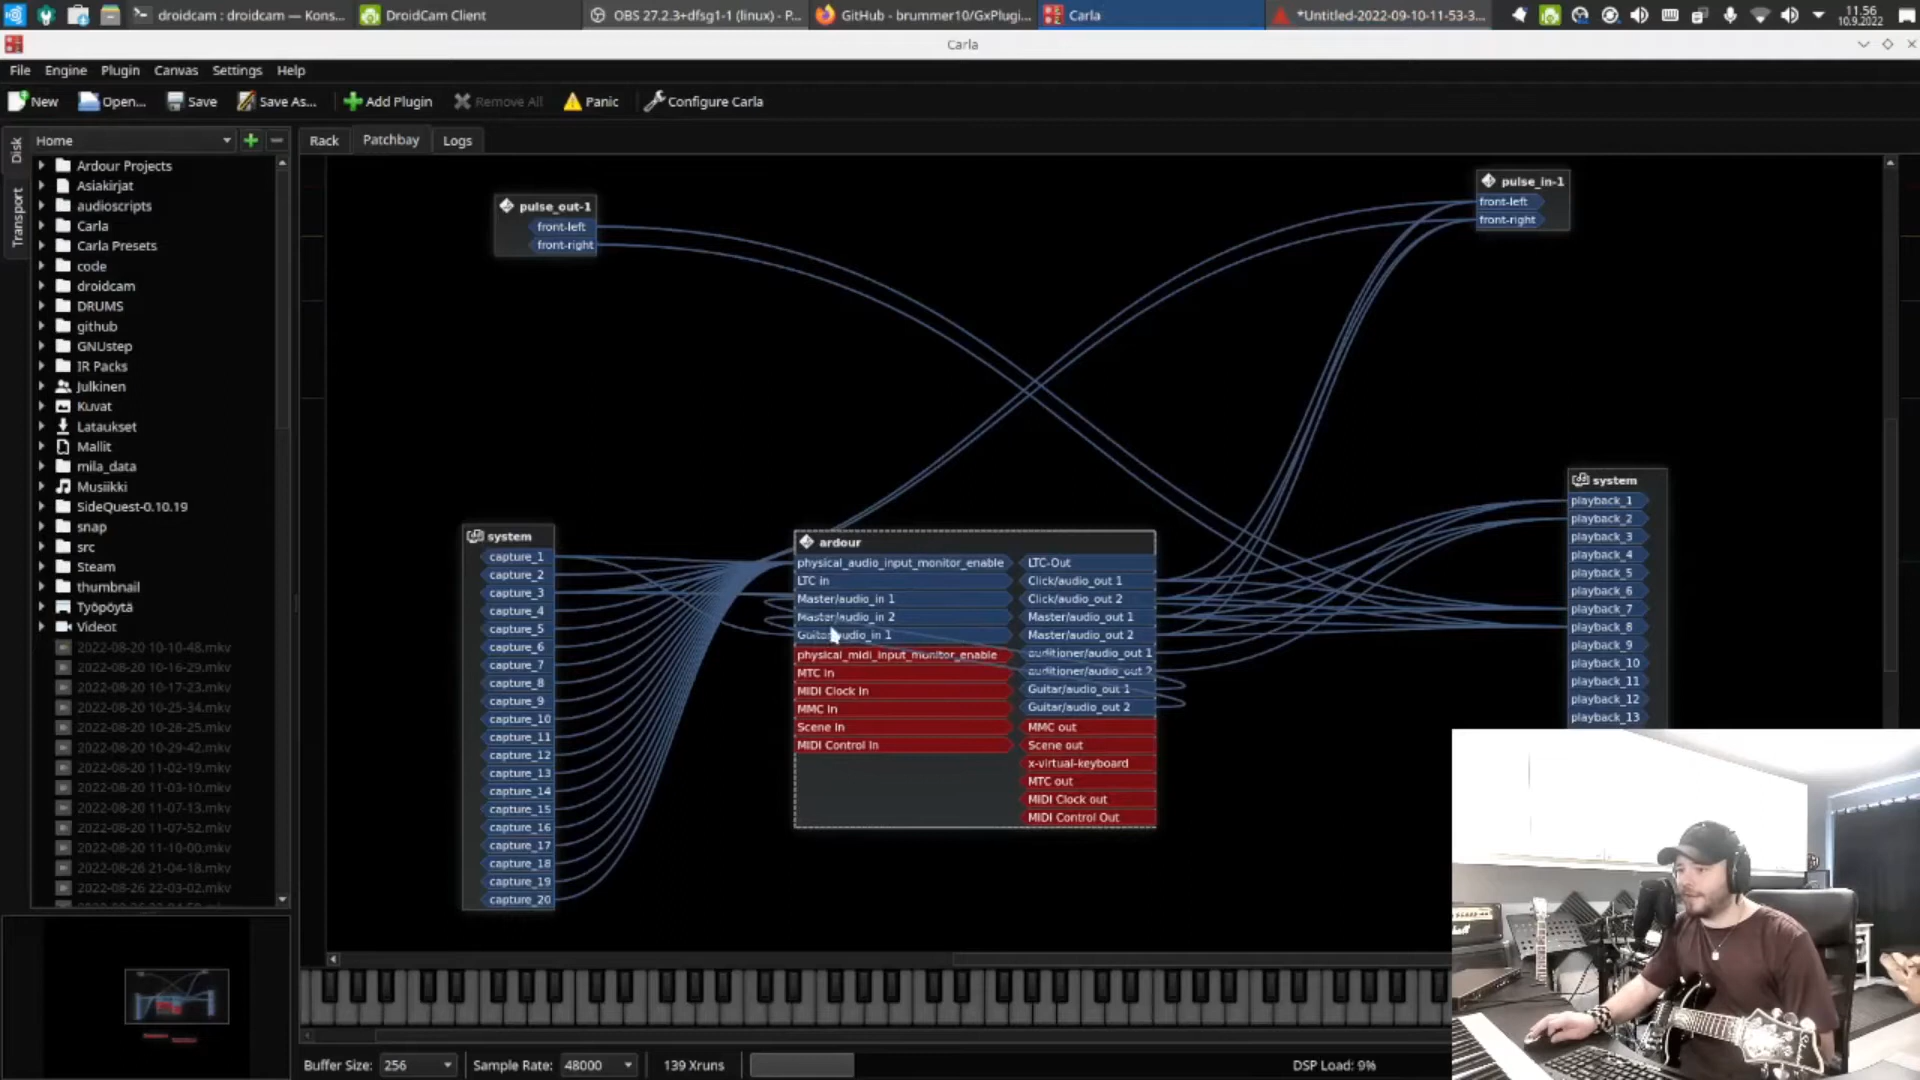 droidcam : droidcam — Kons...
DroidCam Client
OBS 27.2.3+dfsg1-1 (linux) - P...
GitHub - brummer10/GxPlugi...
Carla
*Untitled-2022-09-10-11-53-3...
11.56
10.9.2022
Carla
File Engine Plugin Canvas Settings Help
New Open... Save Save As... Add Plugin Remove All Panic Configure Carla
Disk
Transport
Home
Rack Patchbay Logs
Ardour Projects
Asiakirjat
audioscripts
Carla
Carla Presets
code
droidcam
DRUMS
github
GNUstep
IR Packs
Julkinen
Kuvat
Lataukset
Mallit
mila_data
Musiikki
SideQuest-0.10.19
snap
src
Steam
thumbnail
Työpöytä
Videot
2022-08-20 10-10-48.mkv
2022-08-20 10-16-29.mkv
2022-08-20 10-17-23.mkv
2022-08-20 10-25-34.mkv
2022-08-20 10-28-25.mkv
2022-08-20 10-29-42.mkv
2022-08-20 11-02-19.mkv
2022-08-20 11-03-10.mkv
2022-08-20 11-07-13.mkv
2022-08-20 11-07-52.mkv
2022-08-20 11-10-00.mkv
2022-08-26 21-04-18.mkv
2022-08-26 22-03-02.mkv
pulse_out-1
front-left
front-right
pulse_in-1
front-left
front-right
system
capture_1
capture_2
capture_3
capture_4
capture_5
capture_6
capture_7
capture_8
capture_9
capture_10
capture_11
capture_12
capture_13
capture_14
capture_15
capture_16
capture_17
capture_18
capture_19
capture_20
ardour
physical_audio_input_monitor_enable
LTC in
Master/audio_in 1
Master/audio_in 2
Guitar/audio_in 1
physical_midi_input_monitor_enable
MTC in
MIDI Clock in
MMC in
Scene in
MIDI Control In
LTC-Out
Click/audio_out 1
Click/audio_out 2
Master/audio_out 1
Master/audio_out 2
auditioner/audio_out 1
auditioner/audio_out 2
Guitar/audio_out 1
Guitar/audio_out 2
MMC out
Scene out
x-virtual-keyboard
MTC out
MIDI Clock out
MIDI Control Out
system
playback_1
playback_2
playback_3
playback_4
playback_5
playback_6
playback_7
playback_8
playback_9
playback_10
playback_11
playback_12
playback_13
Buffer Size: 256 Sample Rate: 48000 139 Xruns DSP Load: 9%